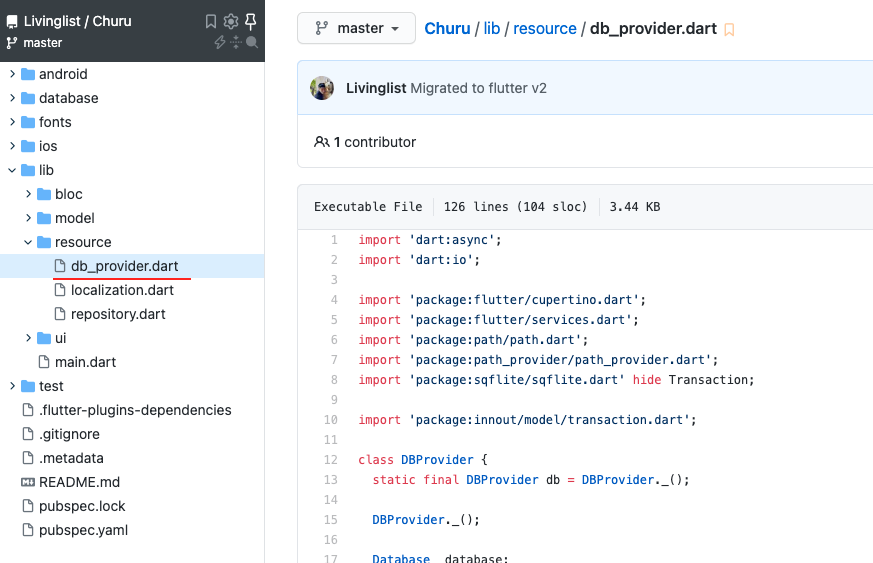 Livinglist / Churu
master
android
database
fonts
ios
lib
bloc
model
resource
db_provider.dart
localization.dart
repository.dart
ui
main.dart
test
.flutter-plugins-dependencies
.gitignore
.metadata
README.md
pubspec.lock
pubspec.yaml
master
Churu / lib / resource / db_provider.dart
Livinglist Migrated to flutter v2
1 contributor
Executable File 126 lines (104 sloc) 3.44 KB
1 import 'dart:async';
2 import 'dart:io';
3
4 import 'package:flutter/cupertino.dart';
5 import 'package:flutter/services.dart';
6 import 'package:path/path.dart';
7 import 'package:path_provider/path_provider.dart';
8 import 'package:sqflite/sqflite.dart' hide Transaction;
9
10 import 'package:innout/model/transaction.dart';
11
12 class DBProvider {
13 static final DBProvider db = DBProvider._();
14
15 DBProvider._();
16
17 Database _database;